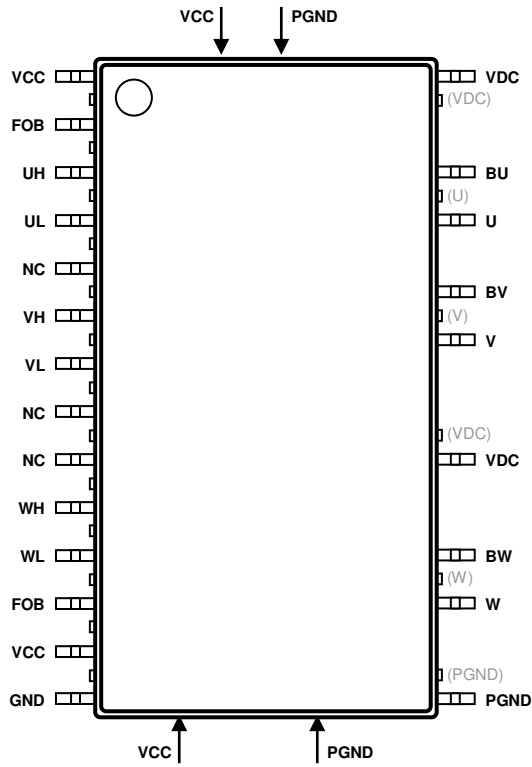 VCC PGND
VCC VDC
(VDC)
FOB
UH BU
(U)
UL U
NC
BV
VH (V)
V
VL
NC
(VDC)
NC VDC
WH
WL BW
(W)
FOB W
VCC
(PGND)
GND PGND
VCC PGND